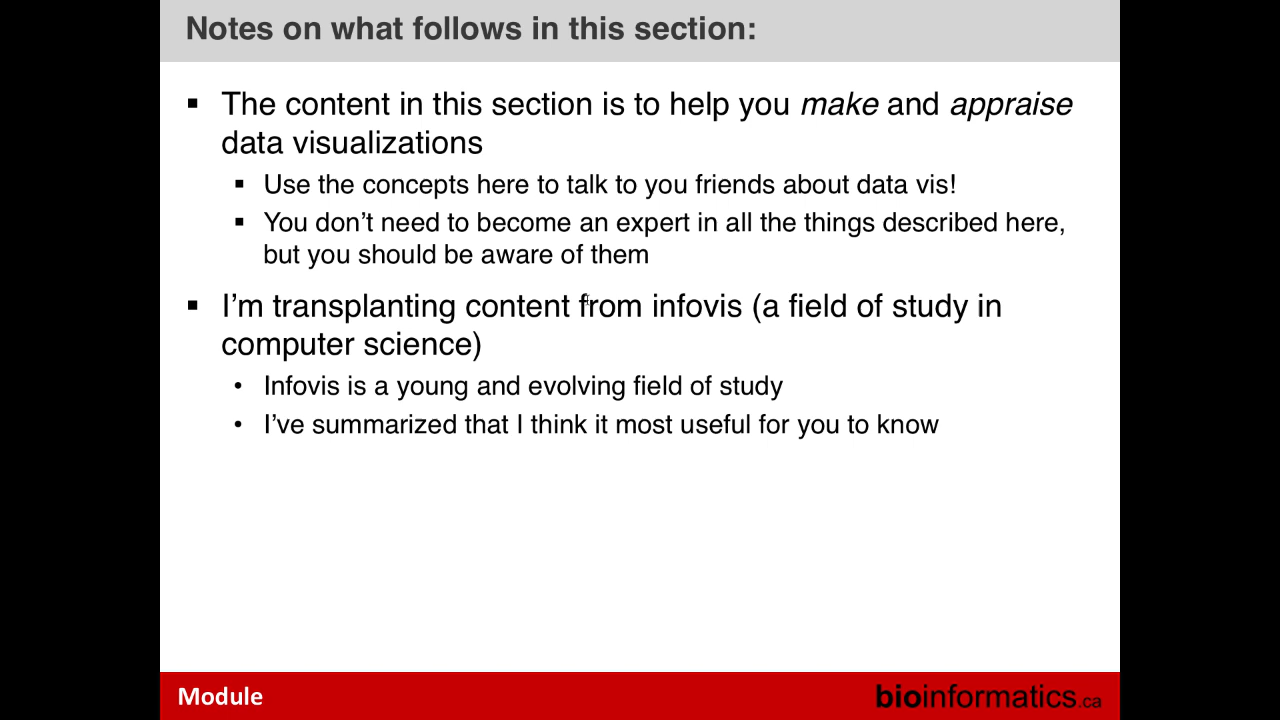 Notes on what follows in this section:
▪ The content in this section is to help you make and appraise
data visualizations
▪ Use the concepts here to talk to you friends about data vis!
▪ You don’t need to become an expert in all the things described here,
but you should be aware of them
▪ I’m transplanting content from infovis (a field of study in
computer science)
• Infovis is a young and evolving field of study
• I’ve summarized that I think it most useful for you to know
Module
bioinformatics.ca